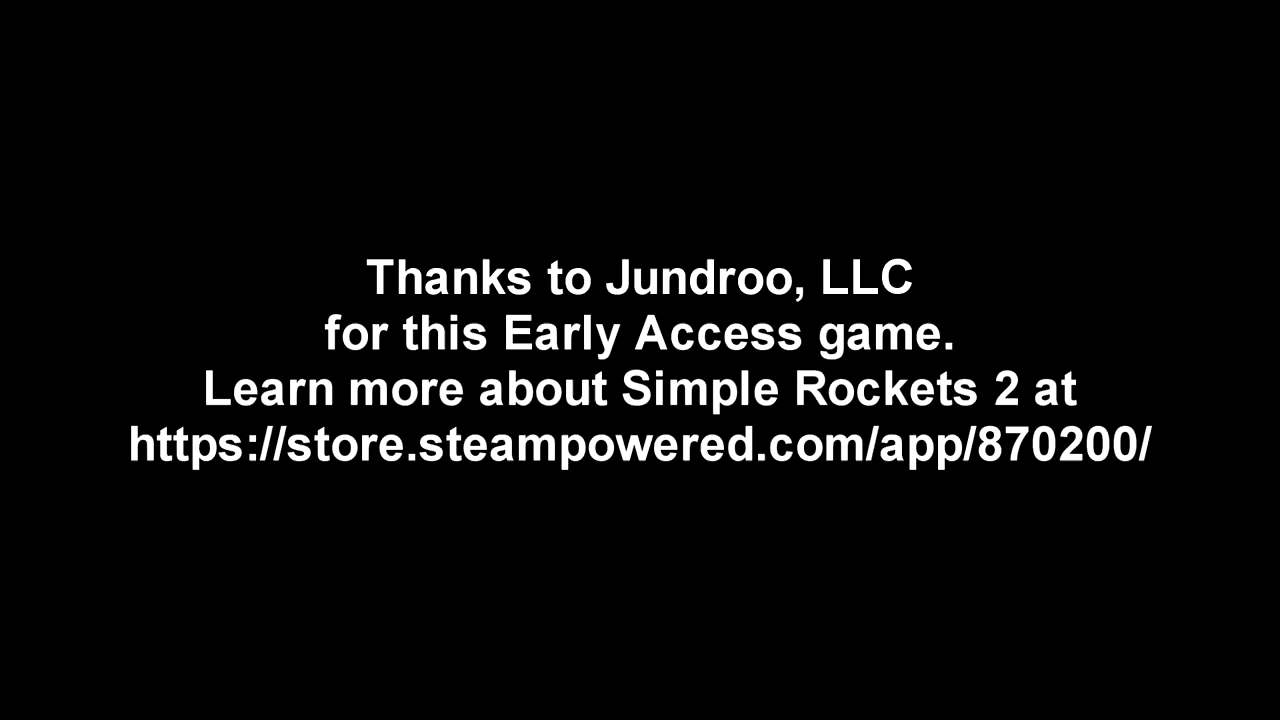 Thanks to Jundroo, LLC
for this Early Access game.
Learn more about Simple Rockets 2 at
https://store.steampowered.com/app/870200/